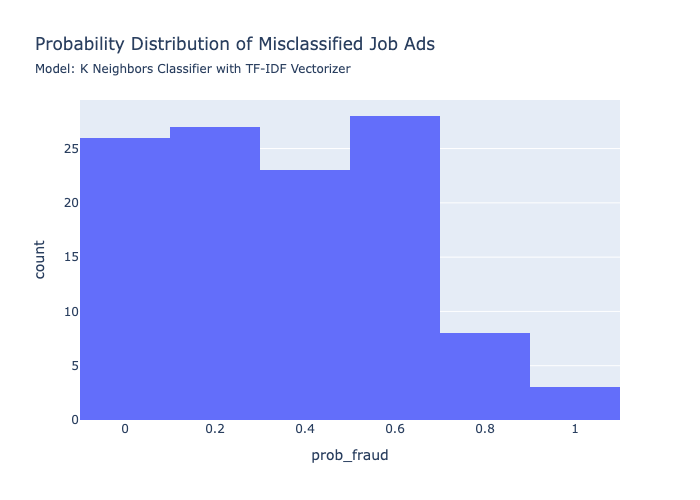 Probability Distribution of Misclassified Job Ads
Model: K Neighbors Classifier with TF-IDF Vectorizer
25
20
15
10
5
0
count
0 0.2 0.4 0.6 0.8 1
prob_fraud